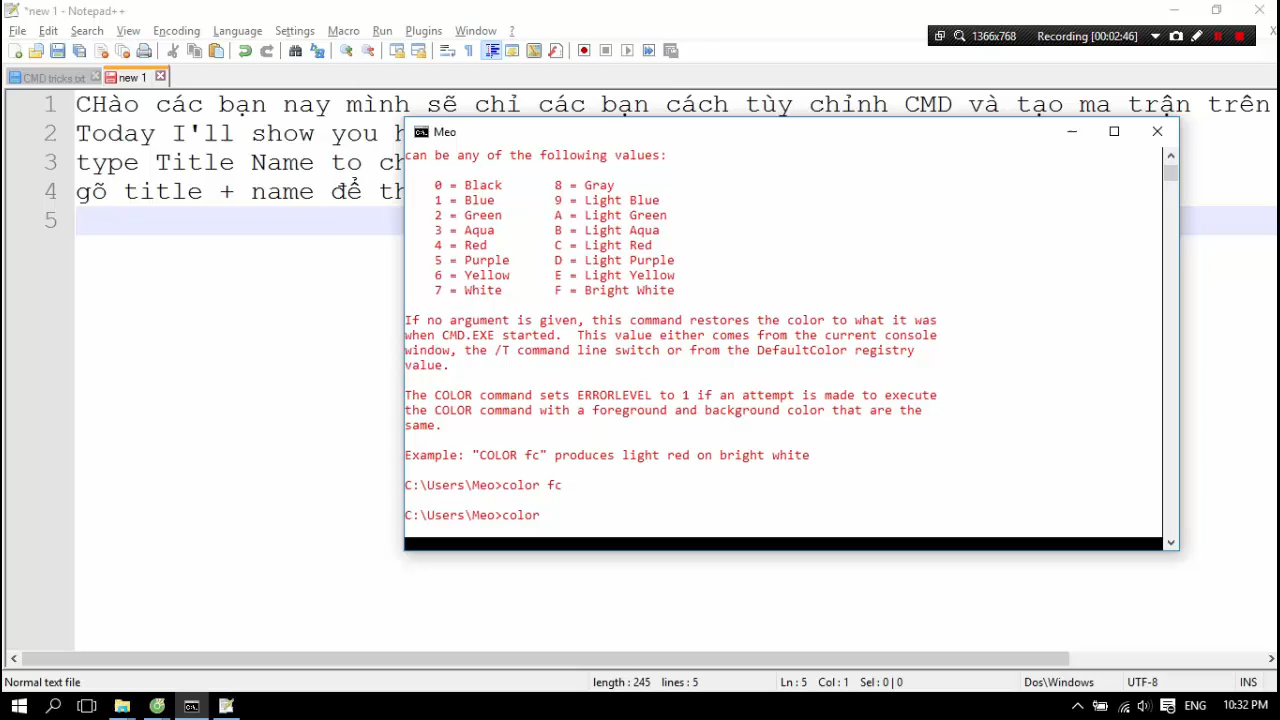 *new 1 - Notepad++
File Edit Search View Encoding Language Settings Macro Run Plugins Window ?
X
1366x768 Recording [00:02:46]
CMD tricks.txt new 1
1 CHào các bạn nay mình sẽ chỉ các bạn cách tùy chỉnh CMD và tạo ma trận trên
2 Today I'll show you h
3 type Title Name to ch
4 gõ title + name để th
5
Meo
can be any of the following values:
0 = Black 8 = Gray
1 = Blue 9 = Light Blue
2 = Green A = Light Green
3 = Aqua B = Light Aqua
4 = Red C = Light Red
5 = Purple D = Light Purple
6 = Yellow E = Light Yellow
7 = White F = Bright White
If no argument is given, this command restores the color to what it was
when CMD.EXE started. This value either comes from the current console
window, the /T command line switch or from the DefaultColor registry
value.
The COLOR command sets ERRORLEVEL to 1 if an attempt is made to execute
the COLOR command with a foreground and background color that are the
same.
Example: "COLOR fc" produces light red on bright white
C:\Users\Meo>color fc
C:\Users\Meo>color
Normal text file length : 245 lines : 5 Ln : 5 Col : 1 Sel : 0 | 0 Dos\Windows UTF-8 INS
ENG 10:32 PM